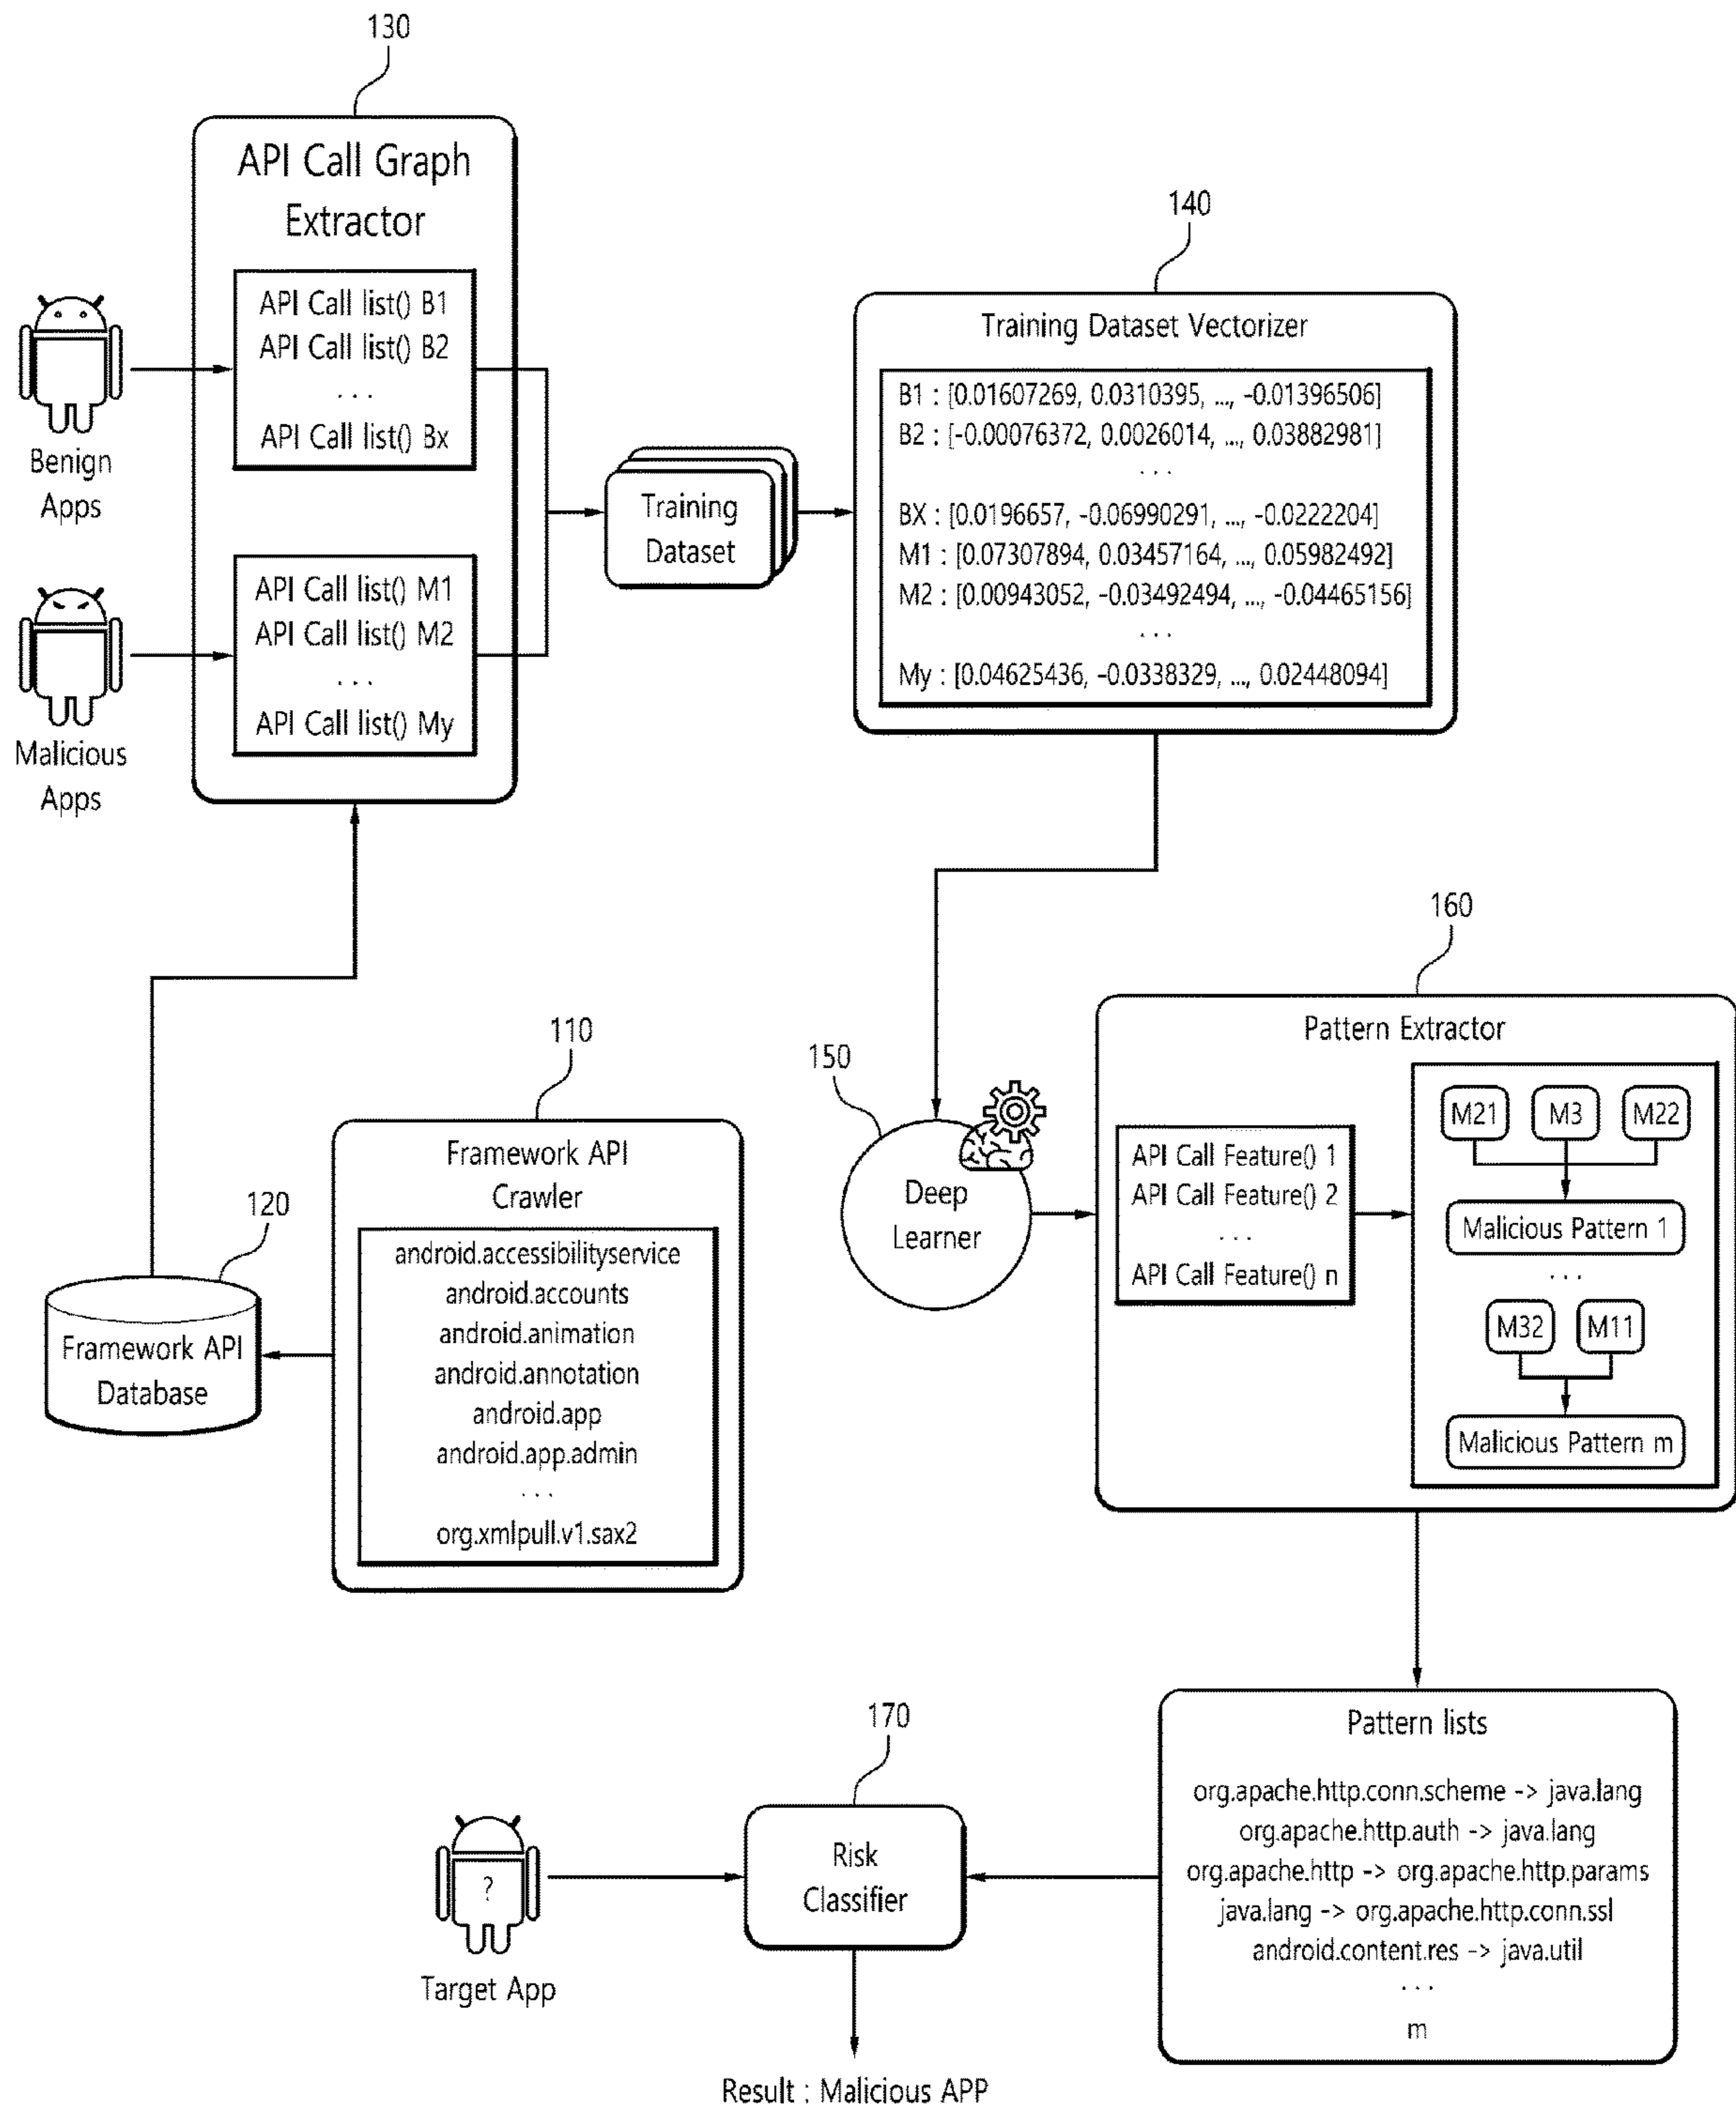 130
API Call Graph
Extractor
API Call list() B1
API Call list() B2
...
API Call list() Bx
Benign
Apps
API Call list() M1
API Call list() M2
...
API Call list() My
Malicious
Apps
Training
Dataset
140
Training Dataset Vectorizer
B1 : [0.01607269, 0.0310395, ..., -0.01396506]
B2 : [-0.00076372, 0.0026014, ..., 0.03882981]
...
BX : [0.0196657, -0.06990291, ..., -0.0222204]
M1 : [0.07307894, 0.03457164, ..., 0.05982492]
M2 : [0.00943052, -0.03492494, ..., -0.04465156]
...
My : [0.04625436, -0.0338329, ..., 0.02448094]
110
Framework API
Crawler
android.accessibilityservice
android.accounts
android.animation
android.annotation
android.app
android.app.admin
...
org.xmlpull.v1.sax2
120
Framework API
Database
150
Deep
Learner
160
Pattern Extractor
API Call Feature() 1
API Call Feature() 2
...
API Call Feature() n
M21 M3 M22
Malicious Pattern 1
...
M32 M11
Malicious Pattern m
Pattern lists
org.apache.http.conn.scheme -> java.lang
org.apache.http.auth -> java.lang
org.apache.http -> org.apache.http.params
java.lang -> org.apache.http.conn.ssl
android.content.res -> java.util
...
m
170
Risk
Classifier
?
Target App
Result : Malicious APP